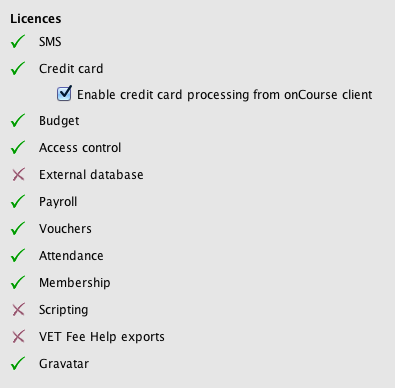 Licences
SMS
Credit card
Enable credit card processing from onCourse client
Budget
Access control
External database
Payroll
Vouchers
Attendance
Membership
Scripting
VET Fee Help exports
Gravatar